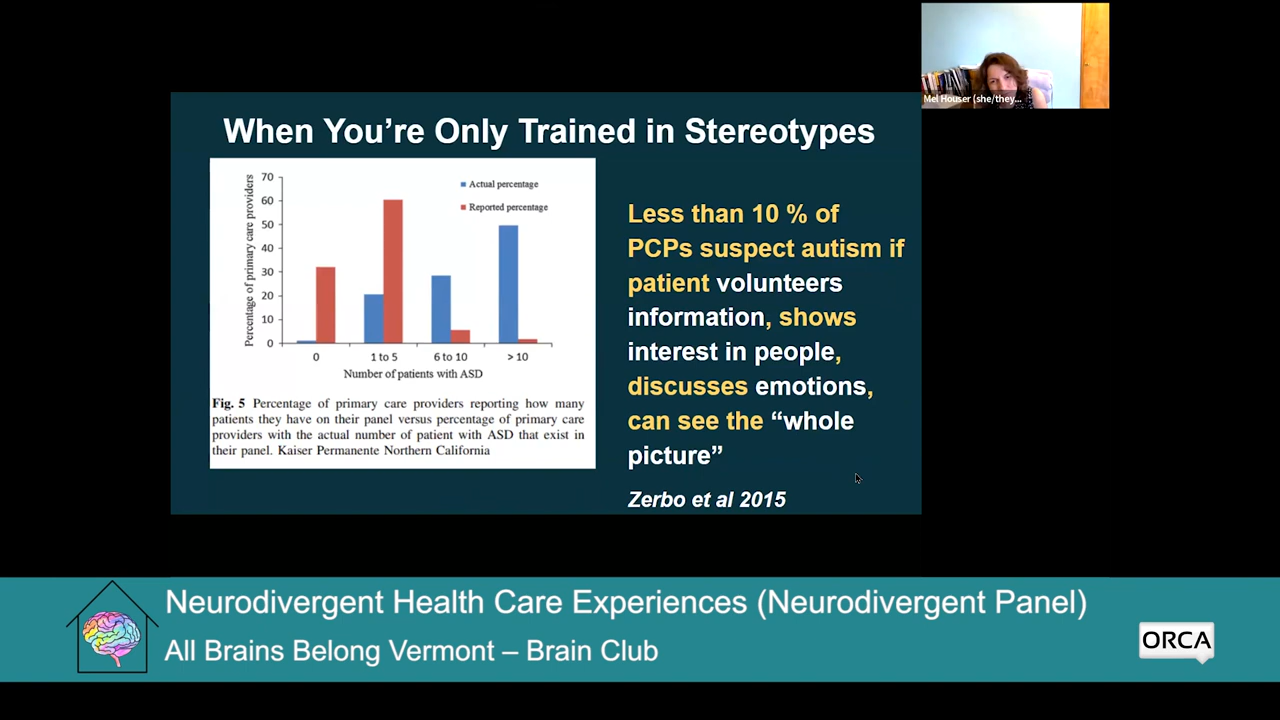 Mel Houser (she/they...
When You're Only Trained in Stereotypes
Percentage of primary care providers
70
60
50
40
30
20
10
0
Actual percentage
Reported percentage
0
1 to 5
6 to 10
> 10
Number of patients with ASD
Fig. 5 Percentage of primary care providers reporting how many
patients they have on their panel versus percentage of primary care
providers with the actual number of patient with ASD that exist in
their panel. Kaiser Permanente Northern California
Less than 10 % of
PCPs suspect autism if
patient volunteers
information, shows
interest in people,
discusses emotions,
can see the “whole
picture”
Zerbo et al 2015
Neurodivergent Health Care Experiences (Neurodivergent Panel)
All Brains Belong Vermont – Brain Club
ORCA